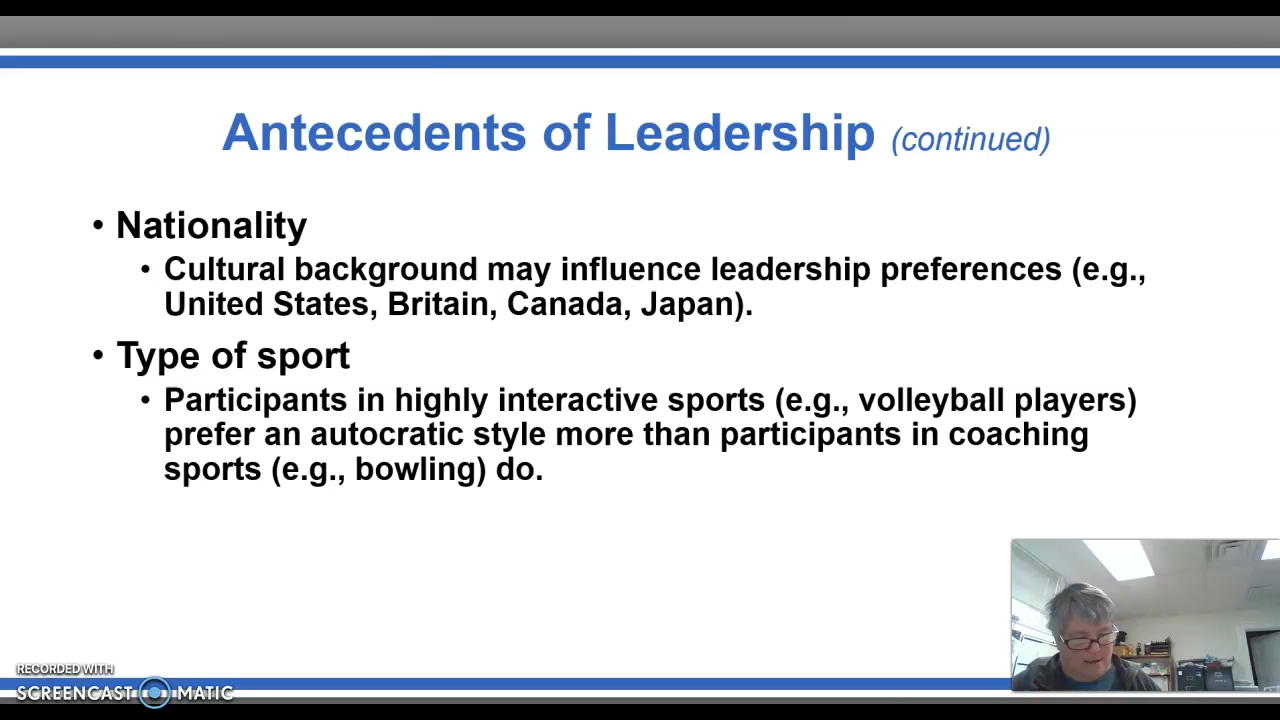 Antecedents of Leadership (continued)
• Nationality
• Cultural background may influence leadership preferences (e.g.,
United States, Britain, Canada, Japan).
• Type of sport
• Participants in highly interactive sports (e.g., volleyball players)
prefer an autocratic style more than participants in coaching
sports (e.g., bowling) do.
RECORDED WITH
SCREENCAST MATIC